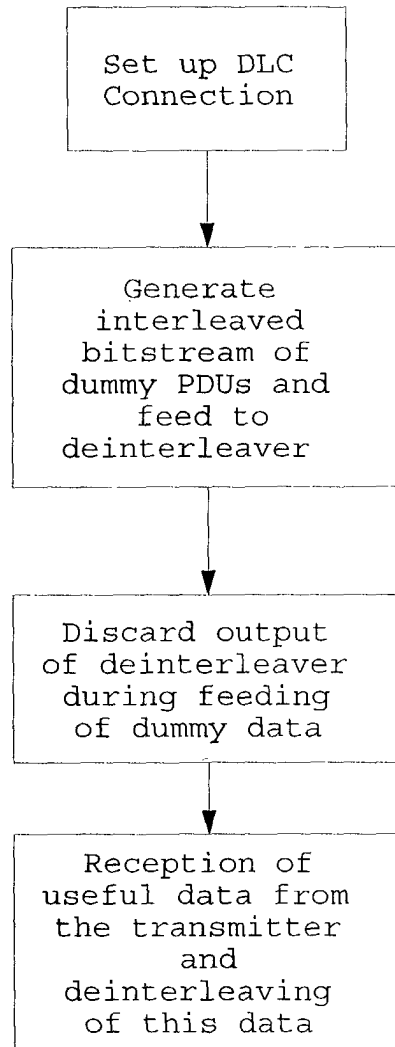 Set up DLC
Connection
Generate
interleaved
bitstream of
dummy PDUs and
feed to
deinterleaver
Discard output
of deinterleaver
during feeding
of dummy data
Reception of
useful data from
the transmitter
and
deinterleaving
of this data